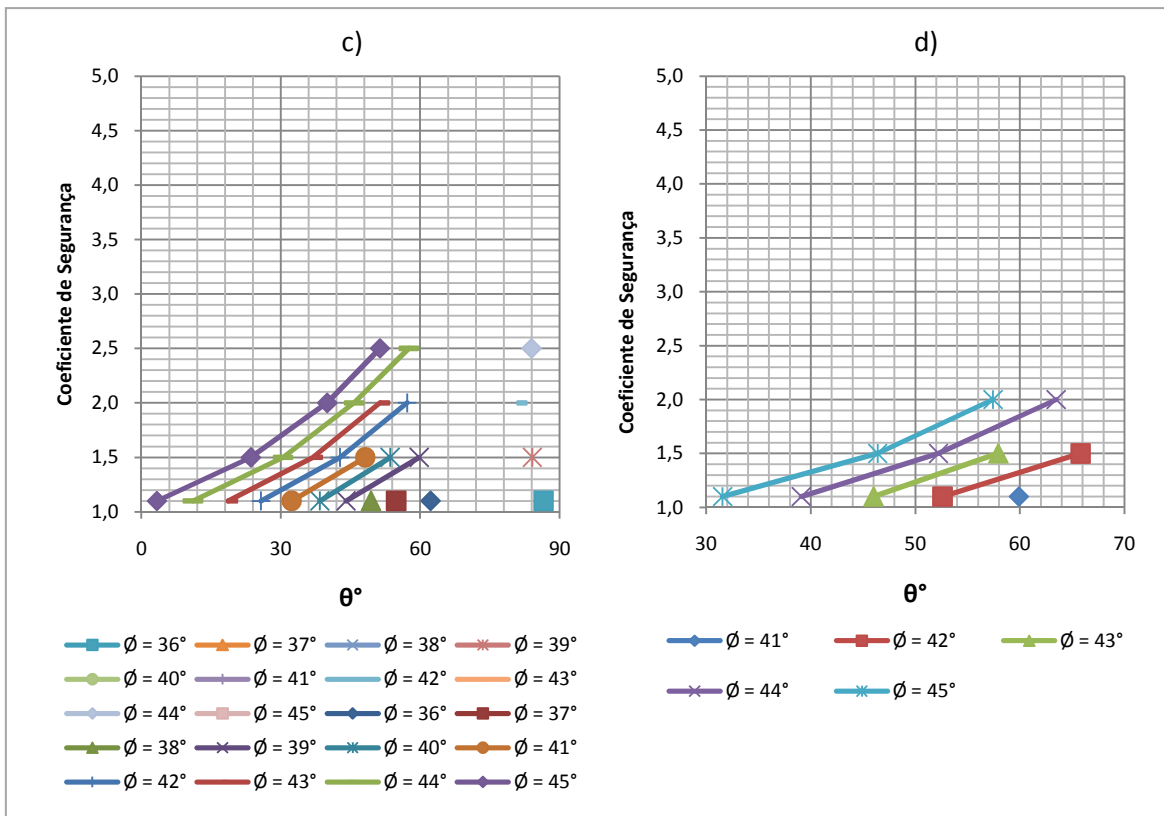 c)
Coeficiente de Segurança
5,0
4,5
4,0
3,5
3,0
2,5
2,0
1,5
1,0
0 30 60 90
θ°
Ø = 36° Ø = 37° Ø = 38° Ø = 39°
Ø = 40° Ø = 41° Ø = 42° Ø = 43°
Ø = 44° Ø = 45° Ø = 36° Ø = 37°
Ø = 38° Ø = 39° Ø = 40° Ø = 41°
Ø = 42° Ø = 43° Ø = 44° Ø = 45°
d)
Coeficiente de Segurança
5,0
4,5
4,0
3,5
3,0
2,5
2,0
1,5
1,0
30 40 50 60 70
θ°
Ø = 41° Ø = 42° Ø = 43°
Ø = 44° Ø = 45°